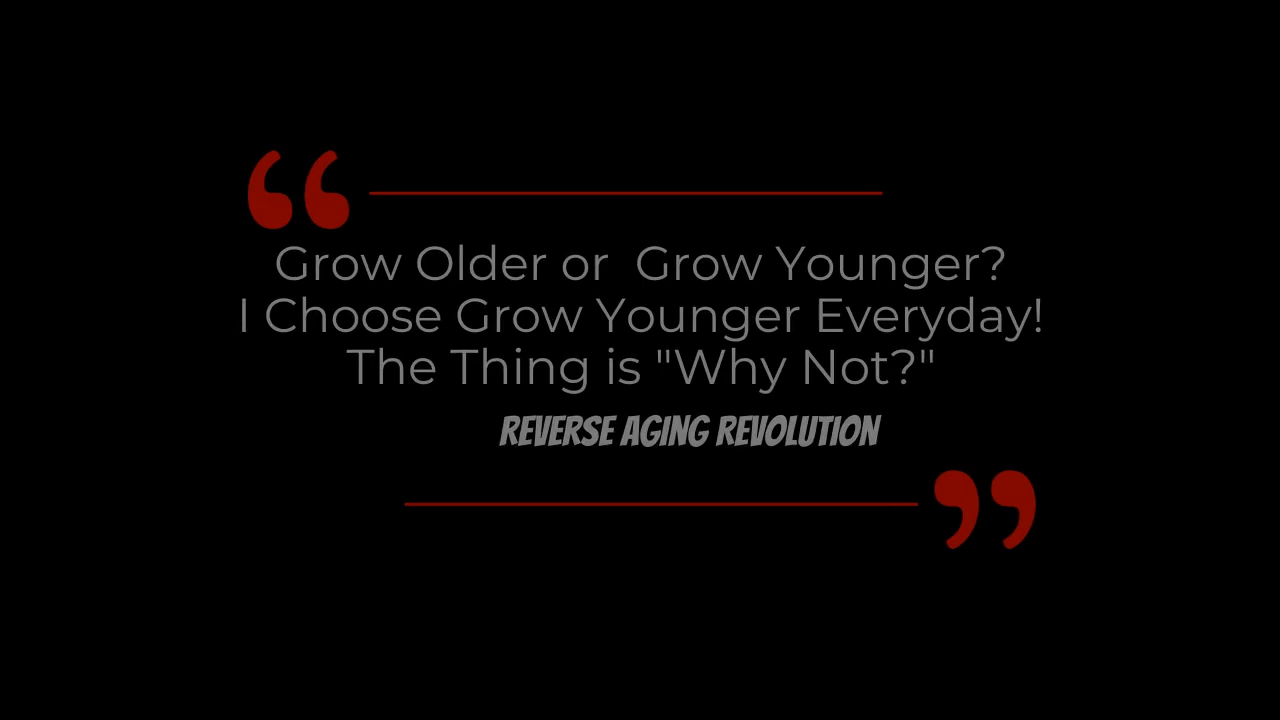 Grow Older or  Grow Younger?
I Choose Grow Younger Everyday!
The Thing is "Why Not?"
REVERSE AGING REVOLUTION